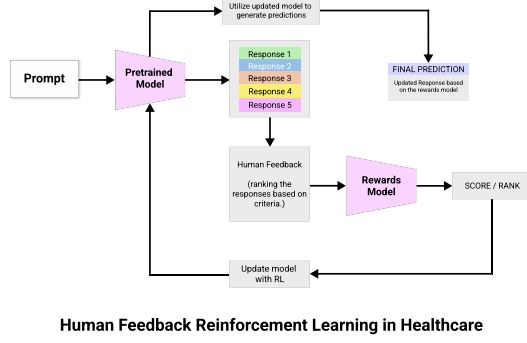 Utilize updated model to
generate predictions
Prompt
Pretrained
Model
Response 1
Response 2
Response 3
Response 4
Response 5
FINAL PREDICTION
Updated Response based
on the rewards model
Human Feedback
(ranking the
responses based on
criteria.)
Rewards
Model
SCORE / RANK
Update model
with RL
Human Feedback Reinforcement Learning in Healthcare